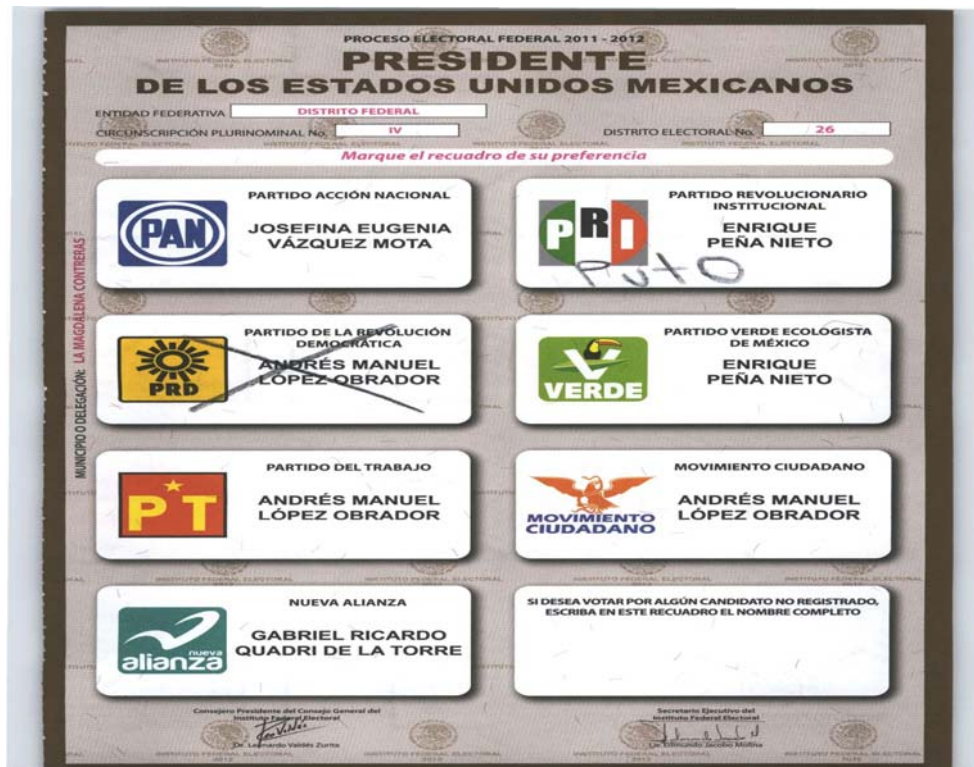 PROCESO ELECTORAL FEDERAL 2011 - 2012
PRESIDENTE
DE LOS ESTADOS UNIDOS MEXICANOS
ENTIDAD FEDERATIVA DISTRITO FEDERAL
CIRCUNSCRIPCIÓN PLURINOMINAL No. IV DISTRITO ELECTORAL No. 26
Marque el recuadro de su preferencia
MUNICIPIO O DELEGACIÓN: LA MAGDALENA CONTRERAS
PAN
PARTIDO ACCIÓN NACIONAL
JOSEFINA EUGENIA
VÁZQUEZ MOTA
PRI
PARTIDO REVOLUCIONARIO
INSTITUCIONAL
ENRIQUE
PEÑA NIETO
PUtO
PRD
PARTIDO DE LA REVOLUCIÓN
DEMOCRÁTICA
ANDRÉS MANUEL
LÓPEZ OBRADOR
VERDE
PARTIDO VERDE ECOLOGISTA
DE MÉXICO
ENRIQUE
PEÑA NIETO
PT
PARTIDO DEL TRABAJO
ANDRÉS MANUEL
LÓPEZ OBRADOR
MOVIMIENTO
CIUDADANO
MOVIMIENTO CIUDADANO
ANDRÉS MANUEL
LÓPEZ OBRADOR
nueva
alianza
NUEVA ALIANZA
GABRIEL RICARDO
QUADRI DE LA TORRE
SI DESEA VOTAR POR ALGÚN CANDIDATO NO REGISTRADO,
ESCRIBA EN ESTE RECUADRO EL NOMBRE COMPLETO
Consejero Presidente del Consejo General del
Instituto Federal Electoral
Dr. Leonardo Valdés Zurita
Secretario Ejecutivo del
Instituto Federal Electoral
Lic. Edmundo Jacobo Molina